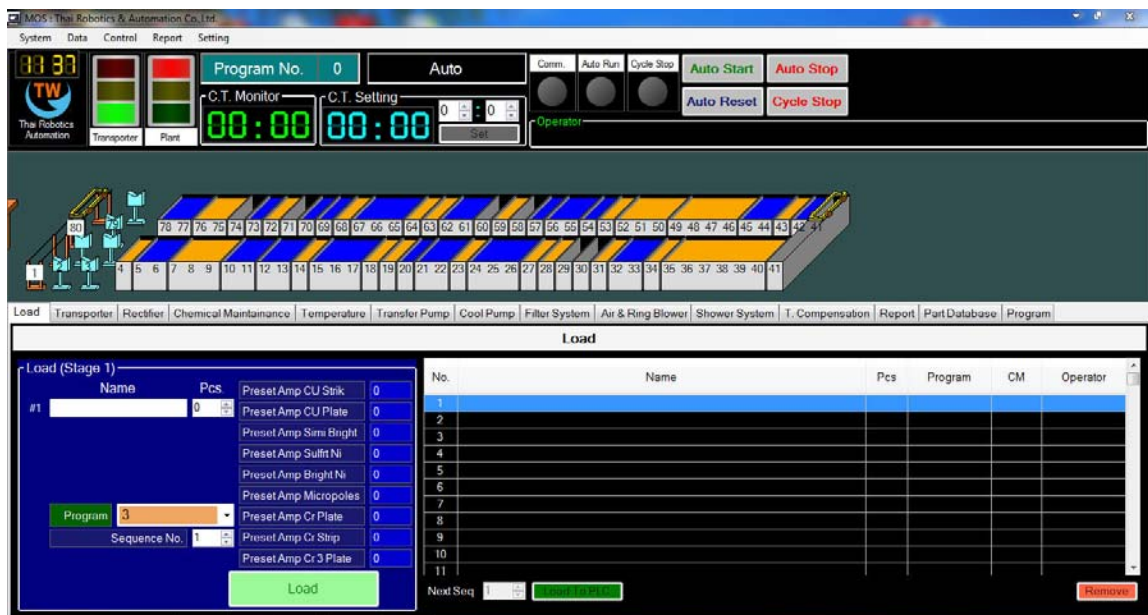 MOS : Thai Robotics & Automation Co.,Ltd.
System Data Control Report Setting
11 37
TW
Thai Robotics
Automation
Transporter Plant
Program No. 0 Auto
C.T. Monitor C.T. Setting
00:00 00:00 0 : 0
Set
Comm. Auto Run Cycle Stop Auto Start Auto Stop
Auto Reset Cycle Stop
Operator
80 79 78 77 76 75 74 73 72 71 70 69 68 67 66 65 64 63 62 61 60 59 58 57 56 55 54 53 52 51 50 49 48 47 46 45 44 43 42 41
1 4 5 6 7 8 9 10 11 12 13 14 15 16 17 18 19 20 21 22 23 24 25 26 27 28 29 30 31 32 33 34 35 36 37 38 39 40 41
Load Transporter Rectifier Chemical Maintainance Temperature Transfer Pump Cool Pump Filter System Air & Ring Blower Shower System T. Compensation Report Part Database Program
Load
Load (Stage 1)
Name Pcs.
#1 0
Program 3
Sequence No. 1
Preset Amp CU Strik 0
Preset Amp CU Plate 0
Preset Amp Simi Bright 0
Preset Amp Sulfrt Ni 0
Preset Amp Bright Ni 0
Preset Amp Micropoles 0
Preset Amp Cr Plate 0
Preset Amp Cr Strip 0
Preset Amp Cr 3 Plate 0
Load
No. Name Pcs Program CM Operator
1
2
3
4
5
6
7
8
9
10
11
Next Seq 1 Load To PLC Remove